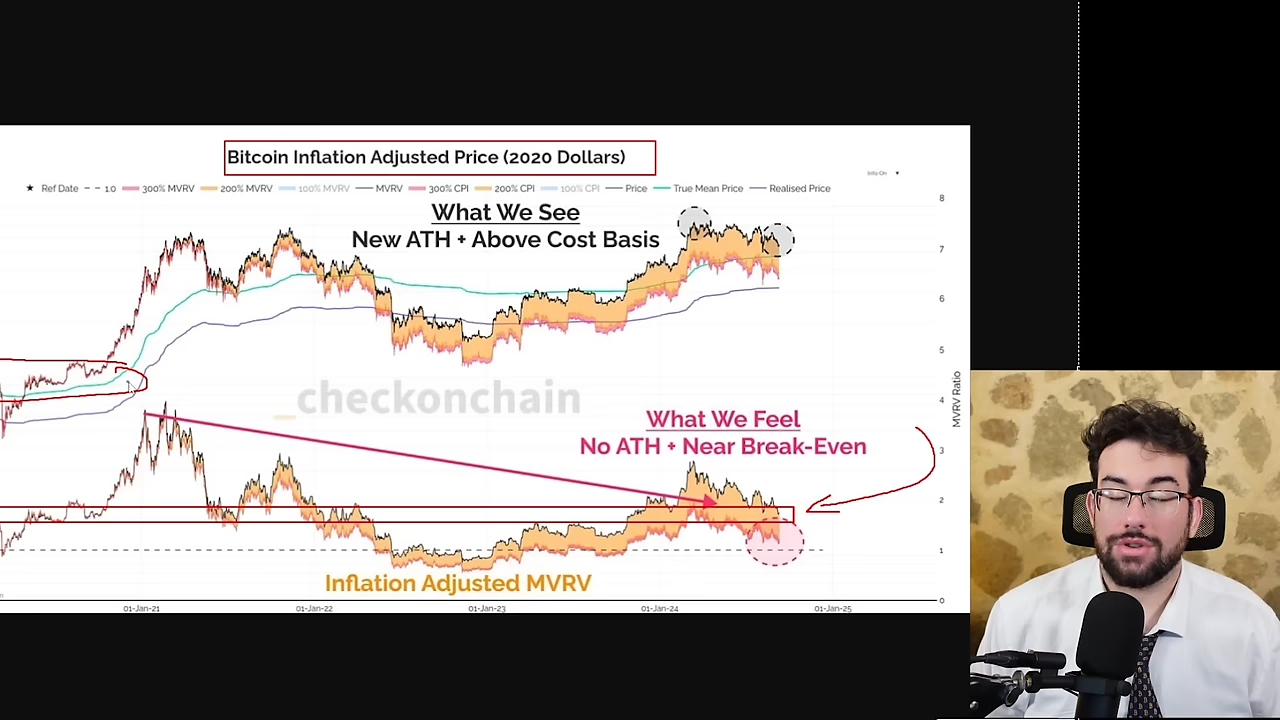 Bitcoin Inflation Adjusted Price (2020 Dollars)
Info On ▼
★ Ref Date 1.0 300% MVRV 200% MVRV 100% MVRV MVRV 300% CPI 200% CPI 100% CPI Price True Mean Price Realised Price
What We See
New ATH + Above Cost Basis
8
7
6
5
4
3
2
1
0
MVRV Ratio
_checkonchain
What We Feel
No ATH + Near Break-Even
Inflation Adjusted MVRV
01-Jan-21 01-Jan-22 01-Jan-23 01-Jan-24 01-Jan-25